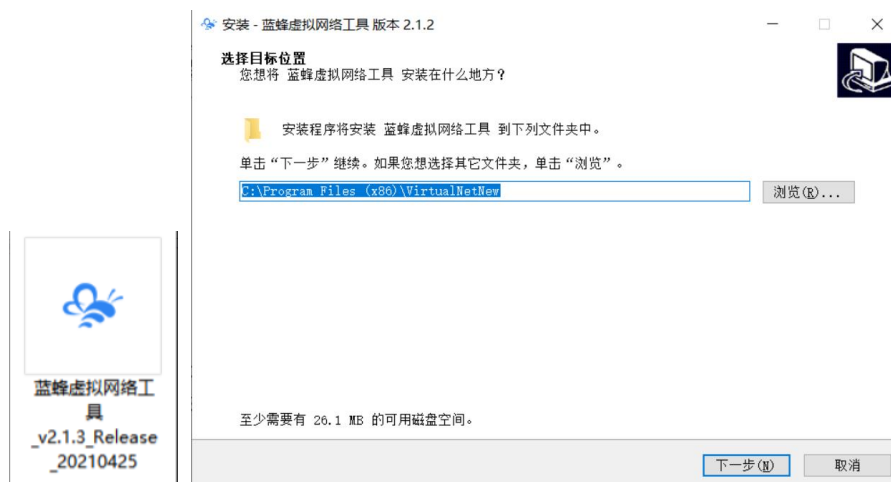 安装 - 蓝蜂虚拟网络工具 版本 2.1.2
选择目标位置
您想将 蓝蜂虚拟网络工具 安装在什么地方？
安装程序将安装 蓝蜂虚拟网络工具 到下列文件夹中。
单击“下一步”继续。如果您想选择其它文件夹，单击“浏览”。
C:\Program Files (x86)\VirtualNetNew
浏览(R)...
至少需要有 26.1 MB 的可用磁盘空间。
下一步(N)
取消
蓝蜂虚拟网络工
具
_v2.1.3_Release
_20210425